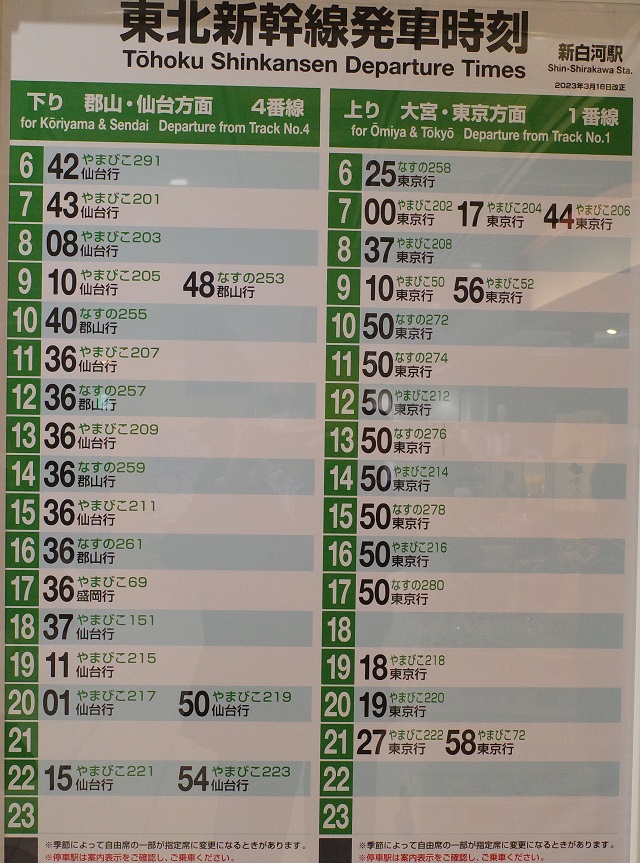 東北新幹線発車時刻
Tōhoku Shinkansen Departure Times
新白河駅
Shin-Shirakawa Sta.
2023年3月18日改正
下り 郡山・仙台方面 4番線
for Kōriyama & Sendai Departure from Track No.4
6 42 やまびこ291 仙台行
7 43 やまびこ201 仙台行
8 08 やまびこ203 仙台行
9 10 やまびこ205 仙台行 48 なすの253 郡山行
10 40 なすの255 郡山行
11 36 やまびこ207 仙台行
12 36 なすの257 郡山行
13 36 やまびこ209 仙台行
14 36 なすの259 郡山行
15 36 やまびこ211 仙台行
16 36 なすの261 郡山行
17 36 やまびこ69 盛岡行
18 37 やまびこ151 仙台行
19 11 やまびこ215 仙台行
20 01 やまびこ217 仙台行 50 やまびこ219 仙台行
21
22 15 やまびこ221 仙台行 54 やまびこ223 仙台行
23
※季節によって自由席の一部が指定席に変更になるときがあります。
※停車駅は案内表示をご確認し、ご乗車ください。
上り 大宮・東京方面 1番線
for Ōmiya & Tōkyō Departure from Track No.1
6 25 なすの258 東京行
7 00 やまびこ202 東京行 17 やまびこ204 東京行 44 やまびこ206 東京行
8 37 やまびこ208 東京行
9 10 やまびこ50 東京行 56 やまびこ52 東京行
10 50 なすの272 東京行
11 50 なすの274 東京行
12 50 やまびこ212 東京行
13 50 なすの276 東京行
14 50 やまびこ214 東京行
15 50 なすの278 東京行
16 50 やまびこ216 東京行
17 50 なすの280 東京行
18
19 18 やまびこ218 東京行
20 19 やまびこ220 東京行
21 27 やまびこ222 東京行 58 やまびこ72 東京行
22
23
※季節によって自由席の一部が指定席に変更になるときがあります。
※停車駅は案内表示をご確認し、ご乗車ください。